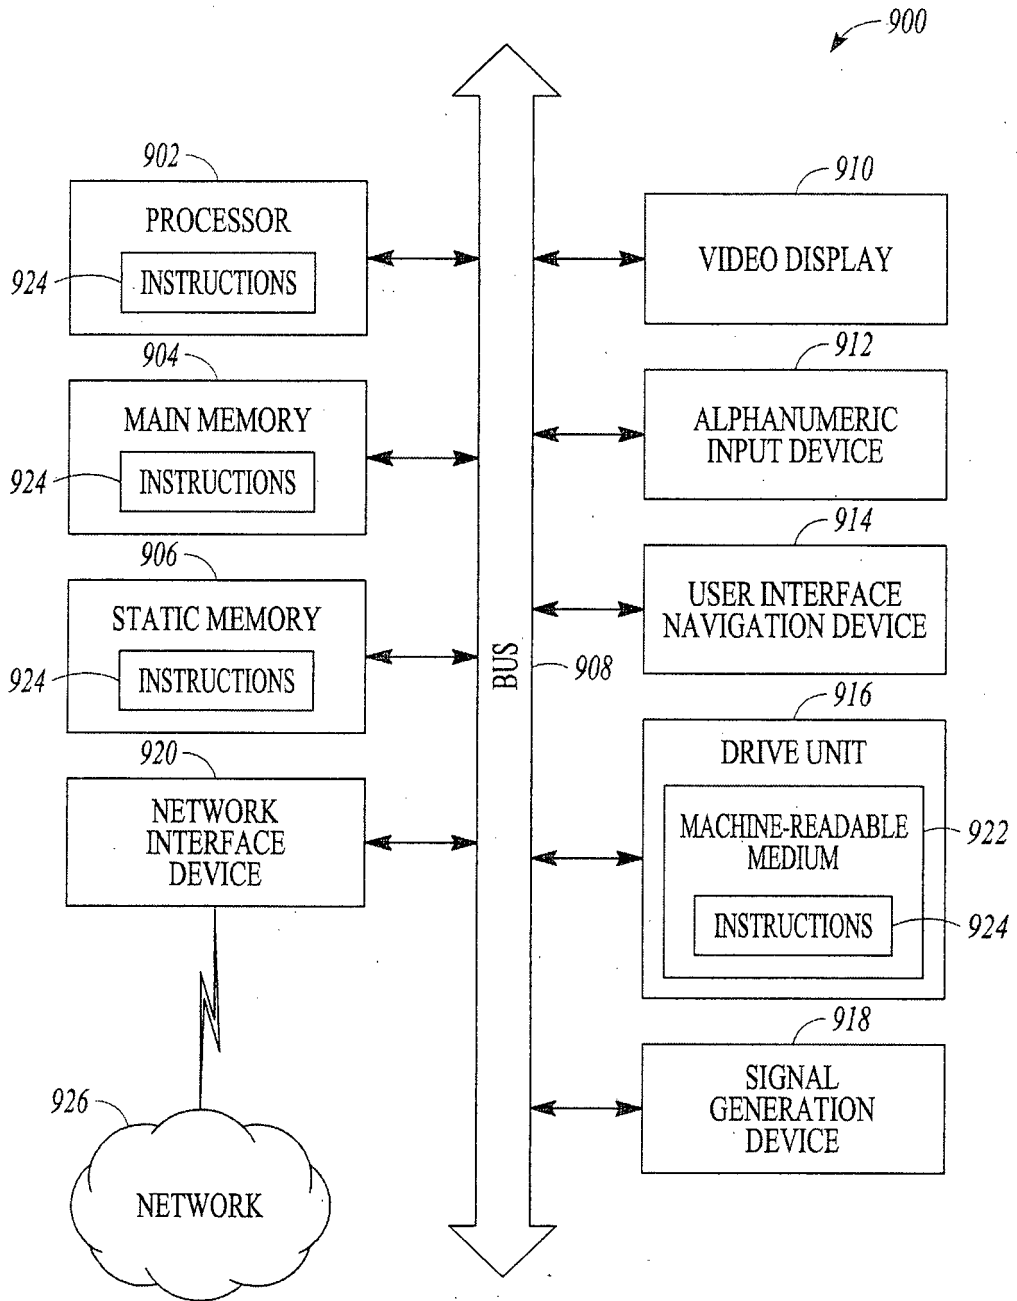 900
902
PROCESSOR
924
INSTRUCTIONS
904
MAIN MEMORY
924
INSTRUCTIONS
906
STATIC MEMORY
924
INSTRUCTIONS
920
NETWORK
INTERFACE
DEVICE
926
NETWORK
BUS
908
910
VIDEO DISPLAY
912
ALPHANUMERIC
INPUT DEVICE
914
USER INTERFACE
NAVIGATION DEVICE
916
DRIVE UNIT
MACHINE-READABLE
MEDIUM
922
INSTRUCTIONS
924
918
SIGNAL
GENERATION
DEVICE